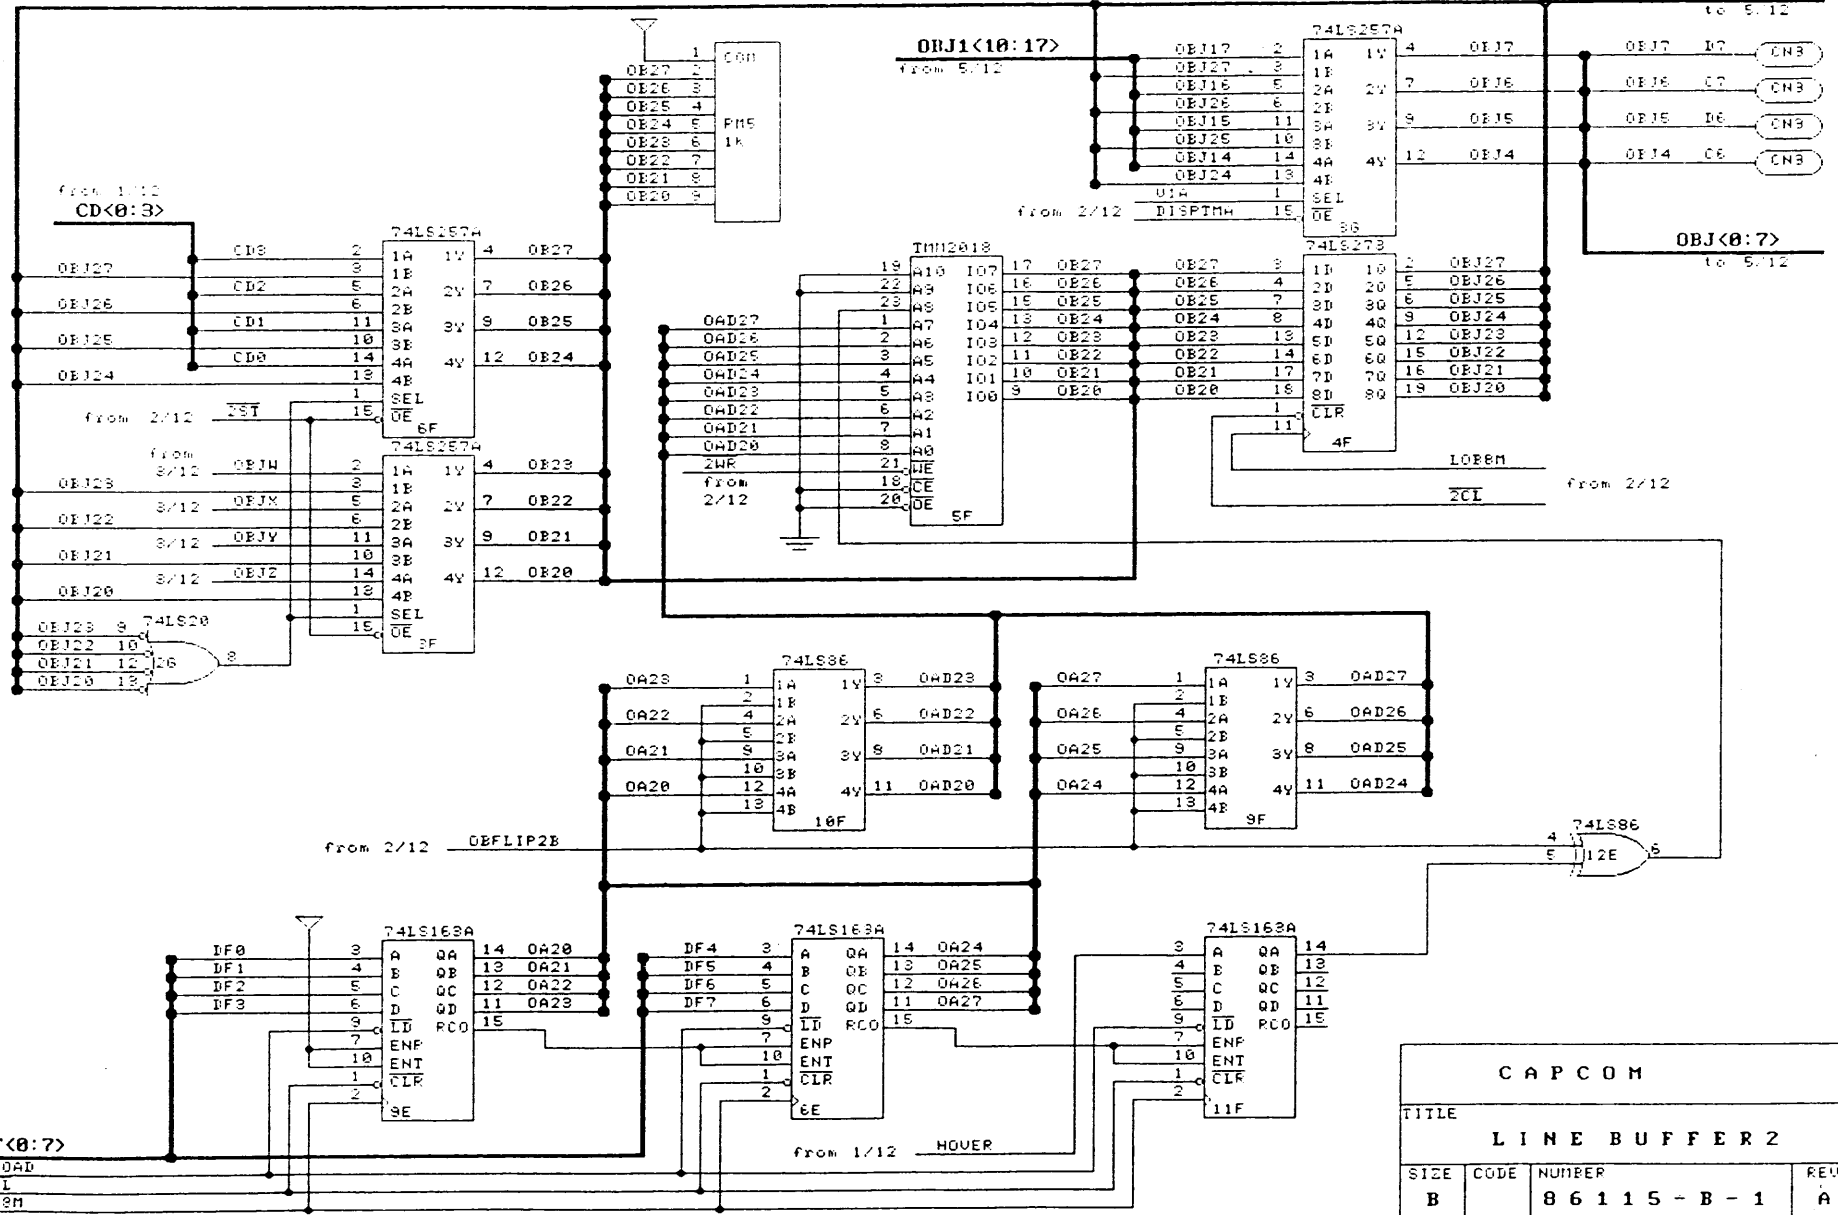 to 5/12
1 COM
OB27 2
OB26 3
OB25 4
OB24 5 RM5
OB23 6 1k
OB22 7
OB21 8
OB20 9
OBJ1<10:17>
from 5/12
74LS257A
OBJ17 2 1A 1Y 4 OBJ7
OBJ27 3 1B
OBJ16 5 2A 2Y 7 OBJ6
OBJ26 6 2B
OBJ15 11 3A 3Y 9 OBJ5
OBJ25 10 3B
OBJ14 14 4A 4Y 12 OBJ4
OBJ24 13 4B
V1A 1 SEL
from 2/12 DISPTMA 15 OE
8G
OBJ7 D7 CN3
OBJ6 C7 CN3
OBJ5 D6 CN3
OBJ4 C6 CN3
OBJ<0:7>
to 5/12
from 1/12
CD<0:3>
74LS257A
CD3 2 1A 1Y 4 OB27
OBJ27 3 1B
CD2 5 2A 2Y 7 OB26
OBJ26 6 2B
CD1 11 3A 3Y 9 OB25
OBJ25 10 3B
CD0 14 4A 4Y 12 OB24
OBJ24 13 4B
1 SEL
from 2/12 2ST 15 OE
6F
74LS257A
from
3/12 OBJW 2 1A 1Y 4 OB23
OBJ23 3 1B
3/12 OBJX 5 2A 2Y 7 OB22
OBJ22 6 2B
3/12 OBJY 11 3A 3Y 9 OB21
OBJ21 10 3B
3/12 OBJZ 14 4A 4Y 12 OB20
OBJ20 13 4B
1 SEL
15 OE
74LS20
OBJ23 9
OBJ22 10
OBJ21 12 2G 8
OBJ20 13
TMM2018
19 A10 IO7 17 OB27
22 A9 IO6 16 OB26
23 A8 IO5 15 OB25
OAD27 1 A7 IO4 13 OB24
OAD26 2 A6 IO3 12 OB23
OAD25 3 A5 IO2 11 OB22
OAD24 4 A4 IO1 10 OB21
OAD23 5 A3 IO0 9 OB20
OAD22 6 A2
OAD21 7 A1
OAD20 8 A0
2WR 21 WE
from 18 CE
2/12 20 OE
5F
74LS273
OB27 3 1D 1Q 2 OBJ27
OB26 4 2D 2Q 5 OBJ26
OB25 7 3D 3Q 6 OBJ25
OB24 8 4D 4Q 9 OBJ24
OB23 13 5D 5Q 12 OBJ23
OB22 14 6D 6Q 15 OBJ22
OB21 17 7D 7Q 16 OBJ21
OB20 18 8D 8Q 19 OBJ20
1 CLR
11
4F
LOB8M
2CL
from 2/12
74LS86
OA23 1 1A 1Y 3 OAD23
2 1B
OA22 4 2A 2Y 6 OAD22
5 2B
OA21 9 3A 3Y 8 OAD21
10 3B
OA20 12 4A 4Y 11 OAD20
13 4B
10F
74LS86
OA27 1 1A 1Y 3 OAD27
2 1B
OA26 4 2A 2Y 6 OAD26
5 2B
OA25 9 3A 3Y 8 OAD25
10 3B
OA24 12 4A 4Y 11 OAD24
13 4B
9F
from 2/12 OBFLIP2B
74LS86
4
5 12E 6
74LS163A
DF0 3 A QA 14 OA20
DF1 4 B QB 13 OA21
DF2 5 C QC 12 OA22
DF3 6 D QD 11 OA23
9 LD RCO 15
7 ENP
10 ENT
1 CLR
2
9E
74LS163A
DF4 3 A QA 14 OA24
DF5 4 B QB 13 OA25
DF6 5 C QC 12 OA26
DF7 6 D QD 11 OA27
9 LD RCO 15
7 ENP
10 ENT
1 CLR
2
6E
74LS163A
3 A QA 14
4 B QB 13
5 C QC 12
6 D QD 11
9 LD RCO 15
7 ENP
10 ENT
1 CLR
2
11F
<0:7>
OAD
L
8M
from 1/12 HOVER
CAPCOM
TITLE
LINE BUFFER2
SIZE CODE NUMBER REV
B 86115-B-1 A